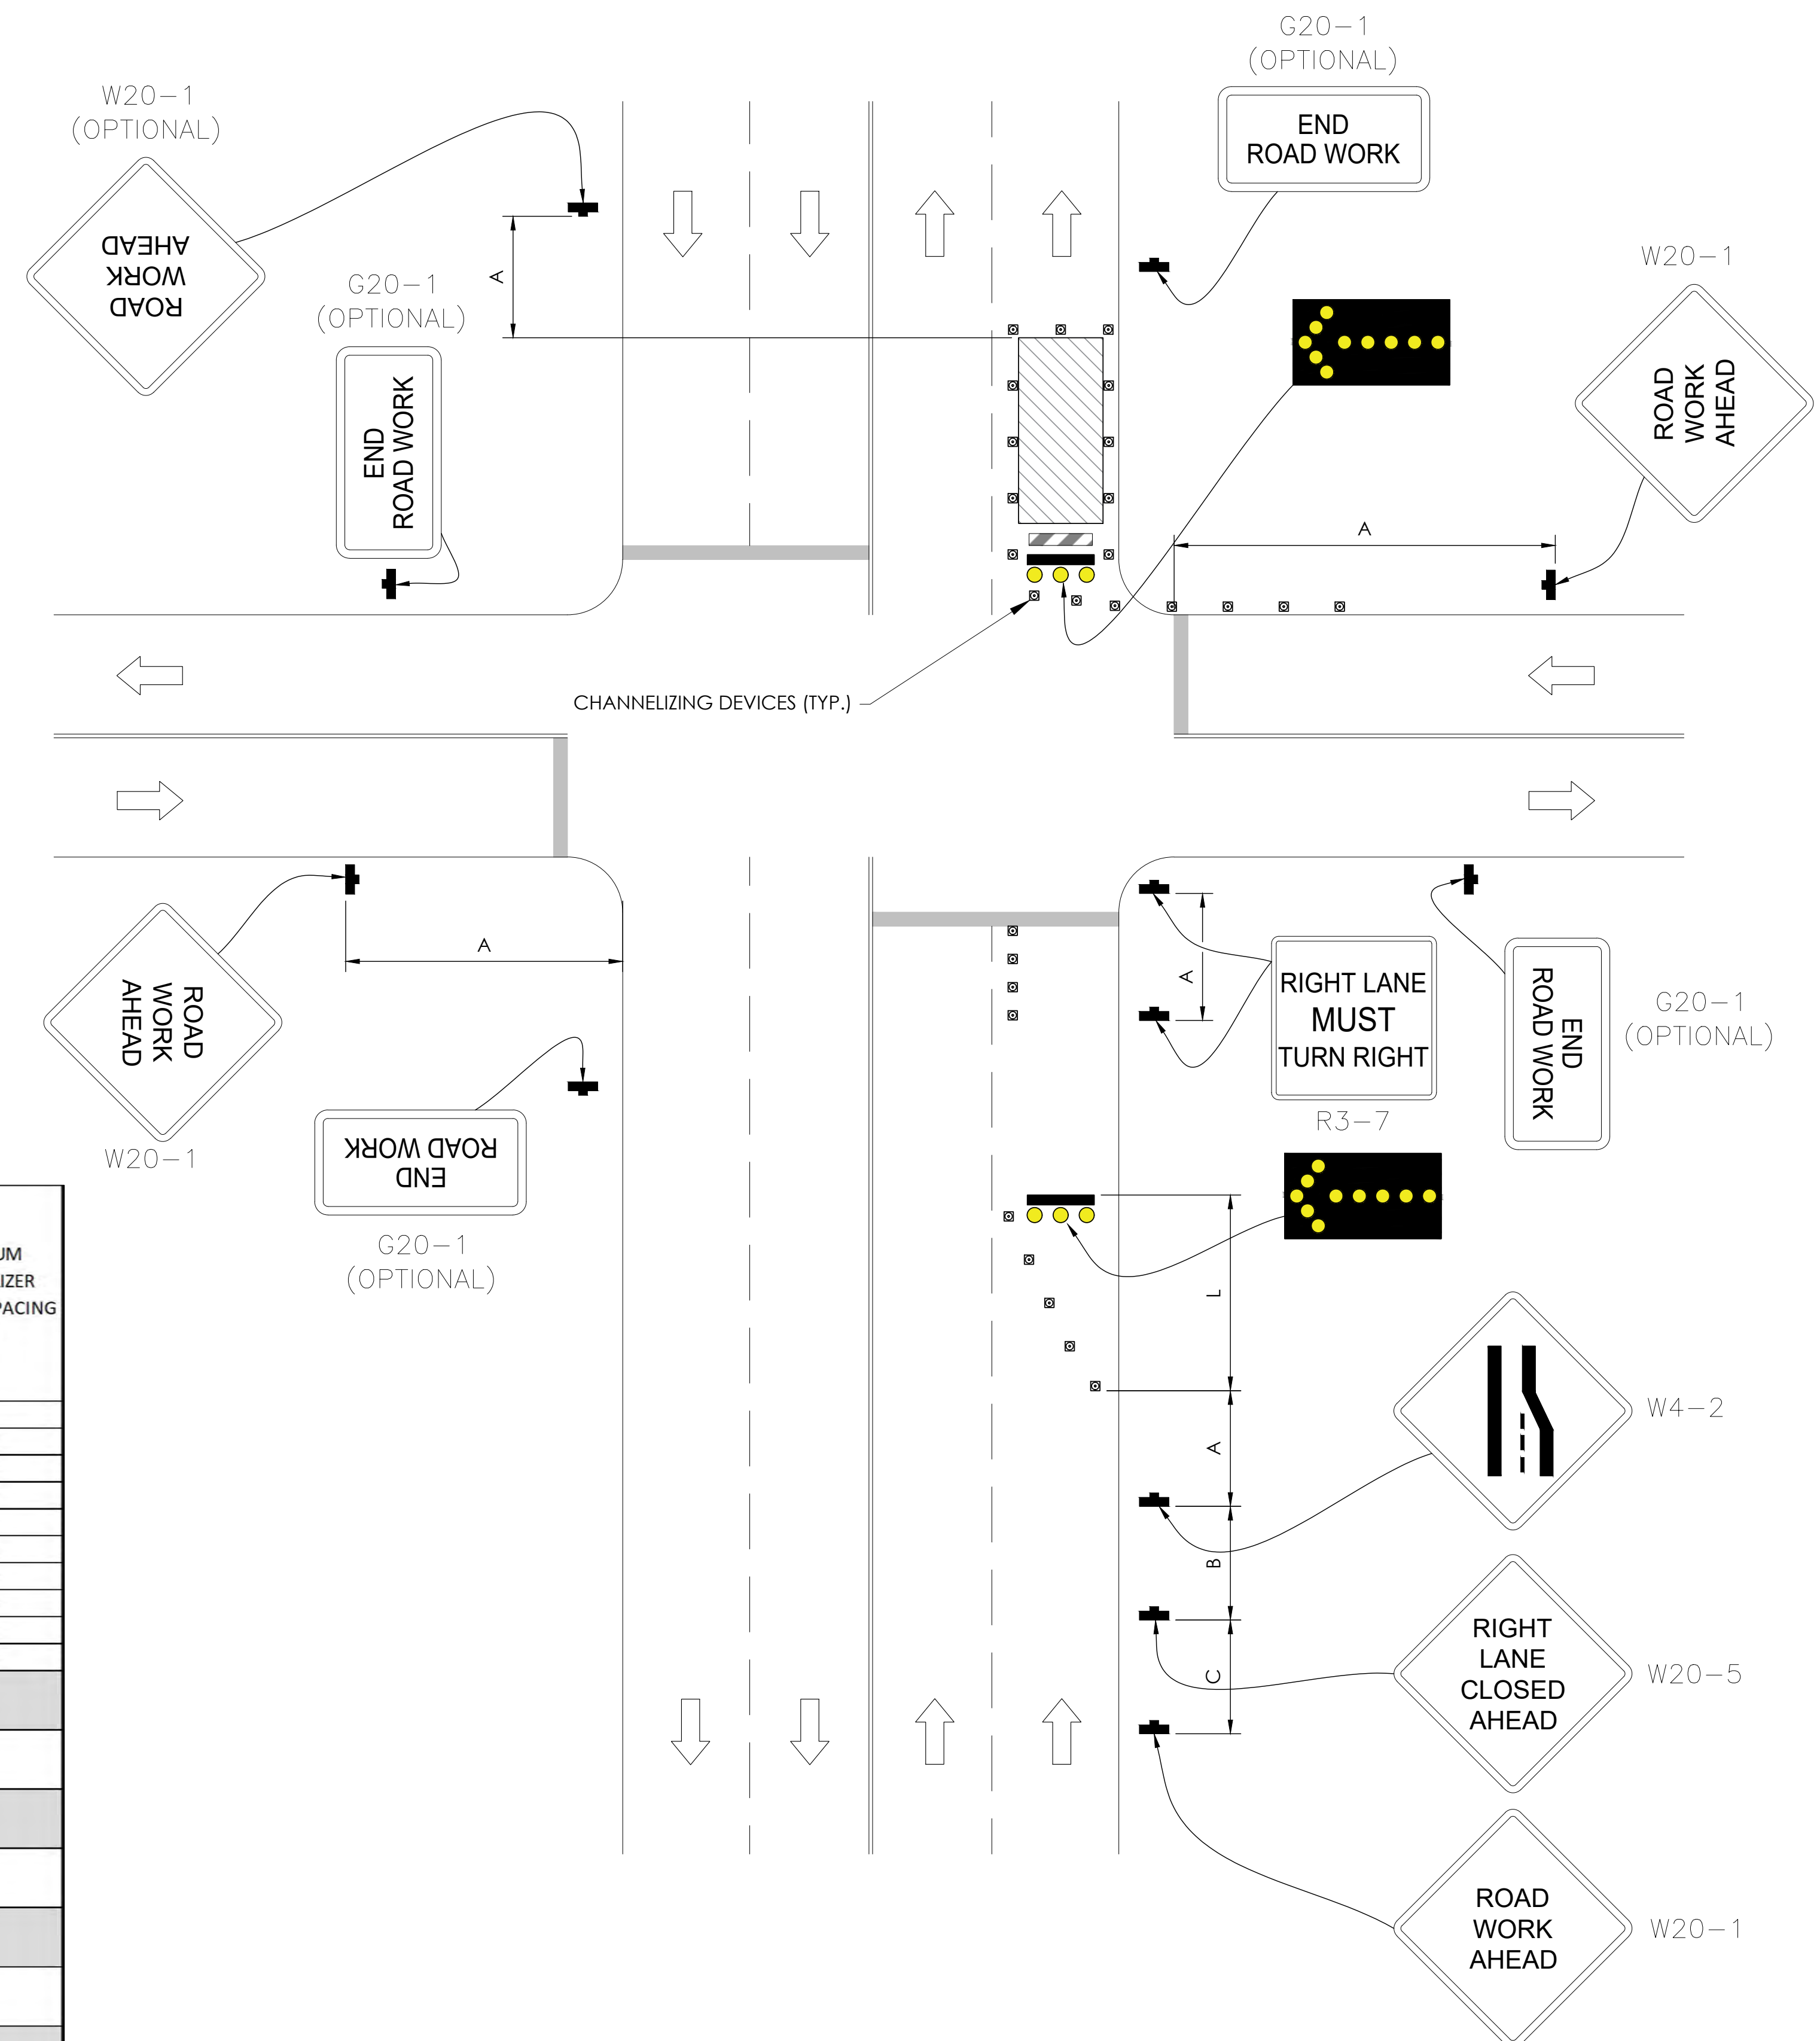 G20-1
(OPTIONAL)
END
ROAD WORK
W20-1
(OPTIONAL)
ROAD
WORK
AHEAD
A
G20-1
(OPTIONAL)
END
ROAD WORK
W20-1
ROAD
WORK
AHEAD
A
CHANNELIZING DEVICES (TYP.)
A
ROAD
WORK
AHEAD
W20-1
END
ROAD WORK
G20-1
(OPTIONAL)
A
RIGHT LANE
MUST
TURN RIGHT
R3-7
END
ROAD WORK
G20-1
(OPTIONAL)
L
A
W4-2
B
RIGHT
LANE
CLOSED
AHEAD
W20-5
C
ROAD
WORK
AHEAD
W20-1